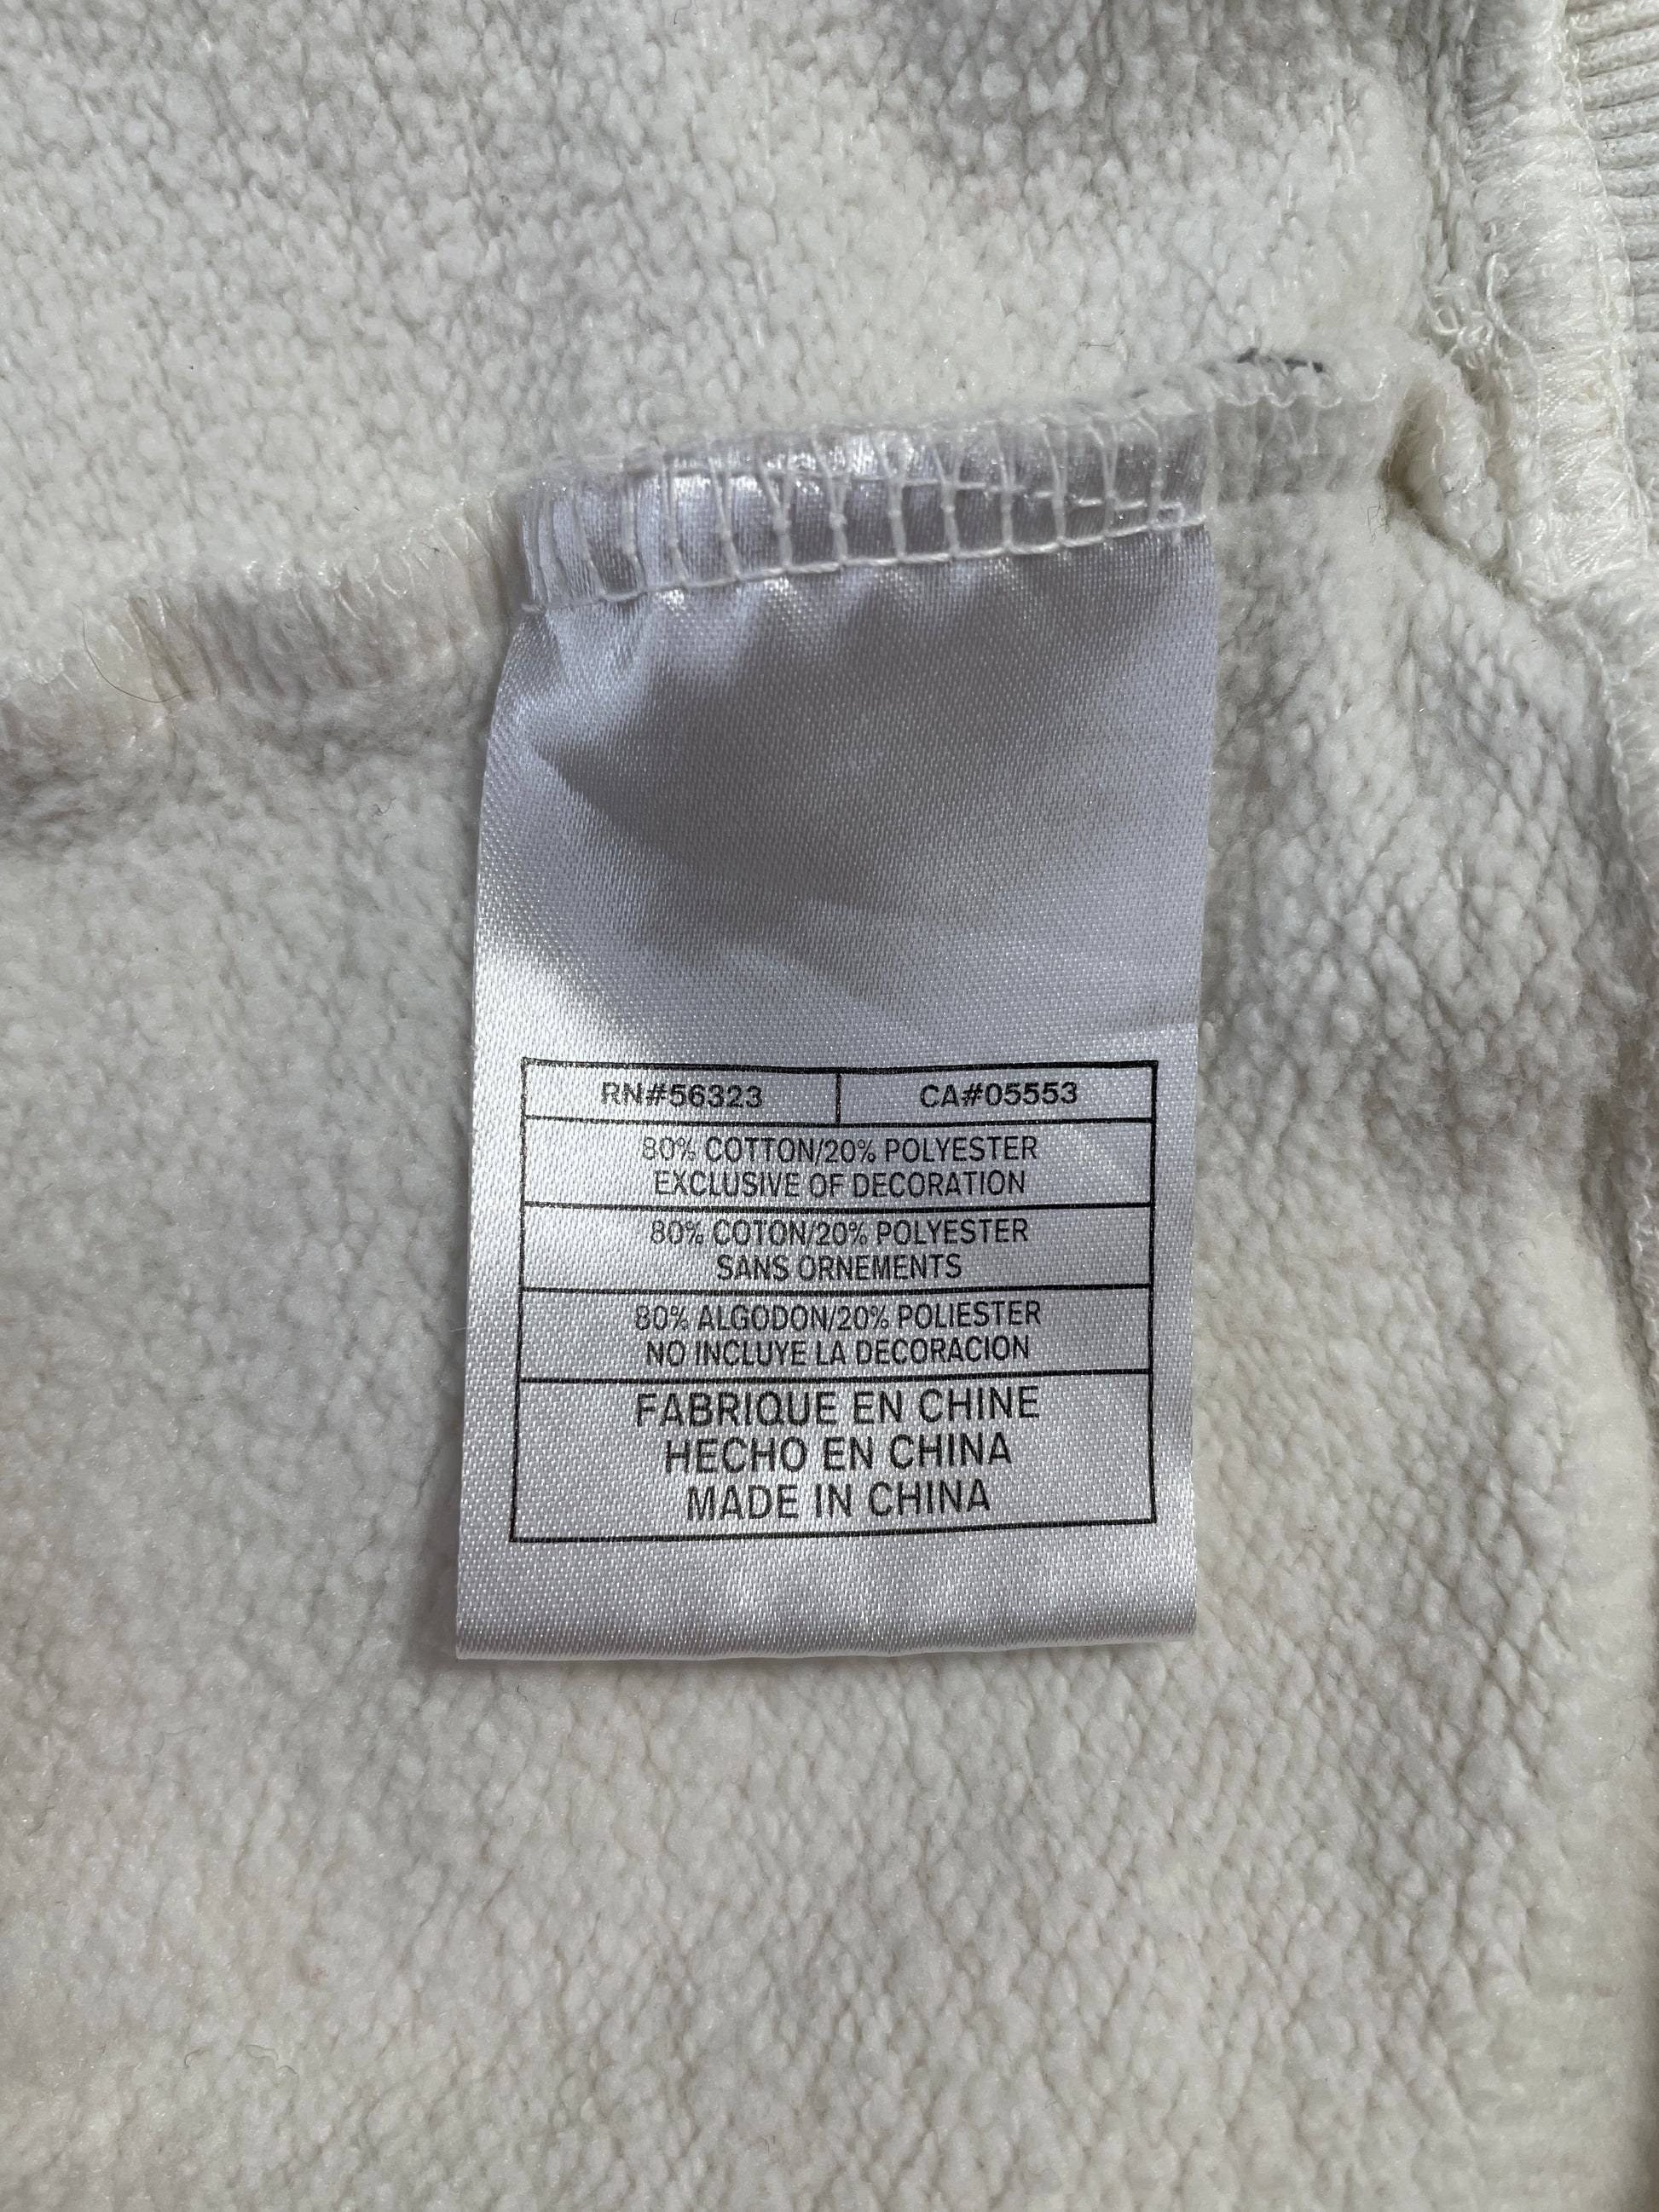 RN#56323 CA#05553
80% COTTON/20% POLYESTER
EXCLUSIVE OF DECORATION
80% COTON/20% POLYESTER
SANS ORNEMENTS
80% ALGODON/20% POLIESTER
NO INCLUYE LA DECORACION
FABRIQUE EN CHINE
HECHO EN CHINA
MADE IN CHINA